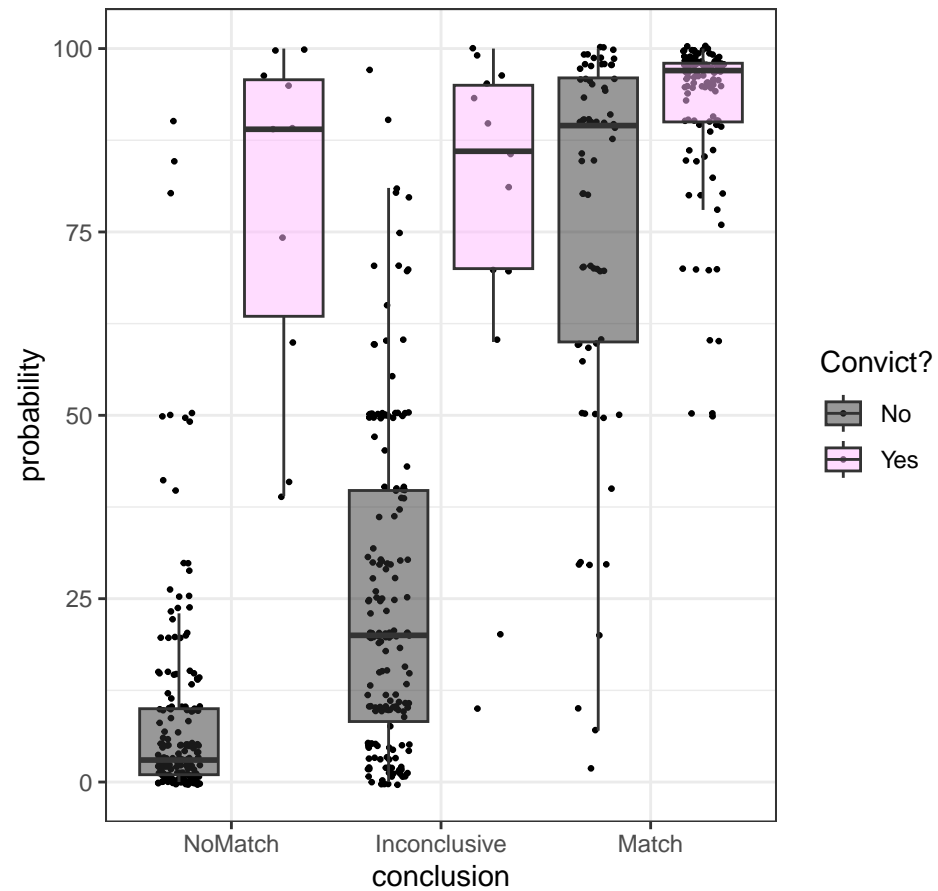 100
75
50
25
0
probability
NoMatch
Inconclusive
Match
conclusion
Convict?
No
Yes